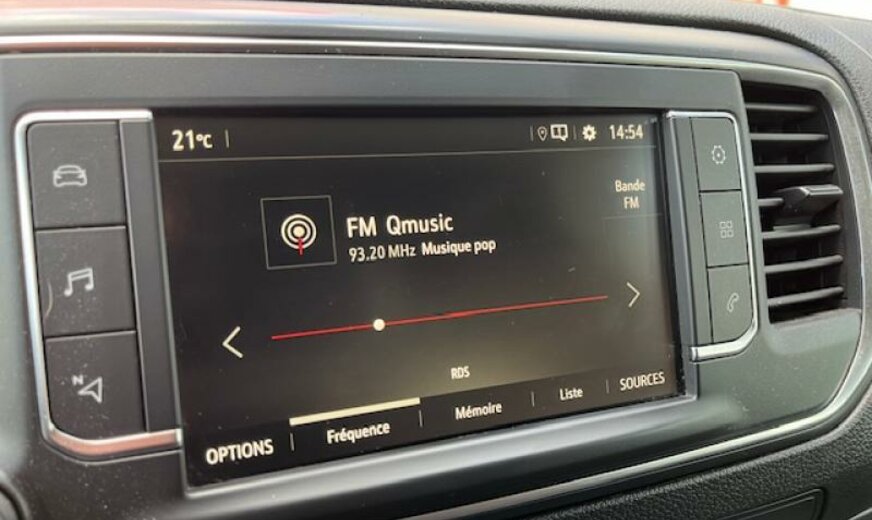 21°C
14:54
Bande
FM
FM Qmusic
93.20 MHz Musique pop
RDS
OPTIONS
Fréquence
Mémoire
Liste
SOURCES
N